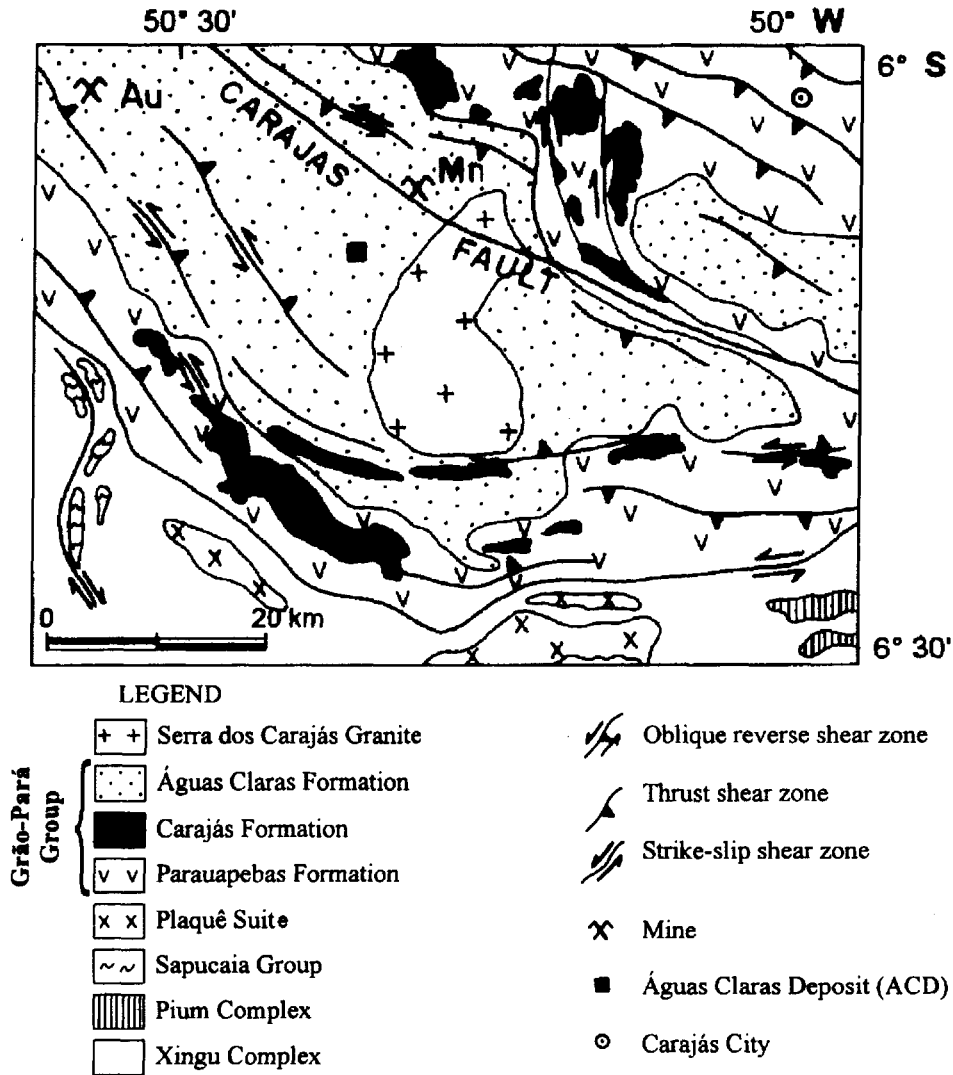 50° 30'
50° W
6° S
Au
CARAJAS
FAULT
Mn
0 20 km
6° 30'
LEGEND
Serra dos Carajás Granite
Grão-Pará
Group
Águas Claras Formation
Carajás Formation
Parauapebas Formation
Plaquê Suite
Sapucaia Group
Pium Complex
Xingu Complex
Oblique reverse shear zone
Thrust shear zone
Strike-slip shear zone
Mine
Águas Claras Deposit (ACD)
Carajás City